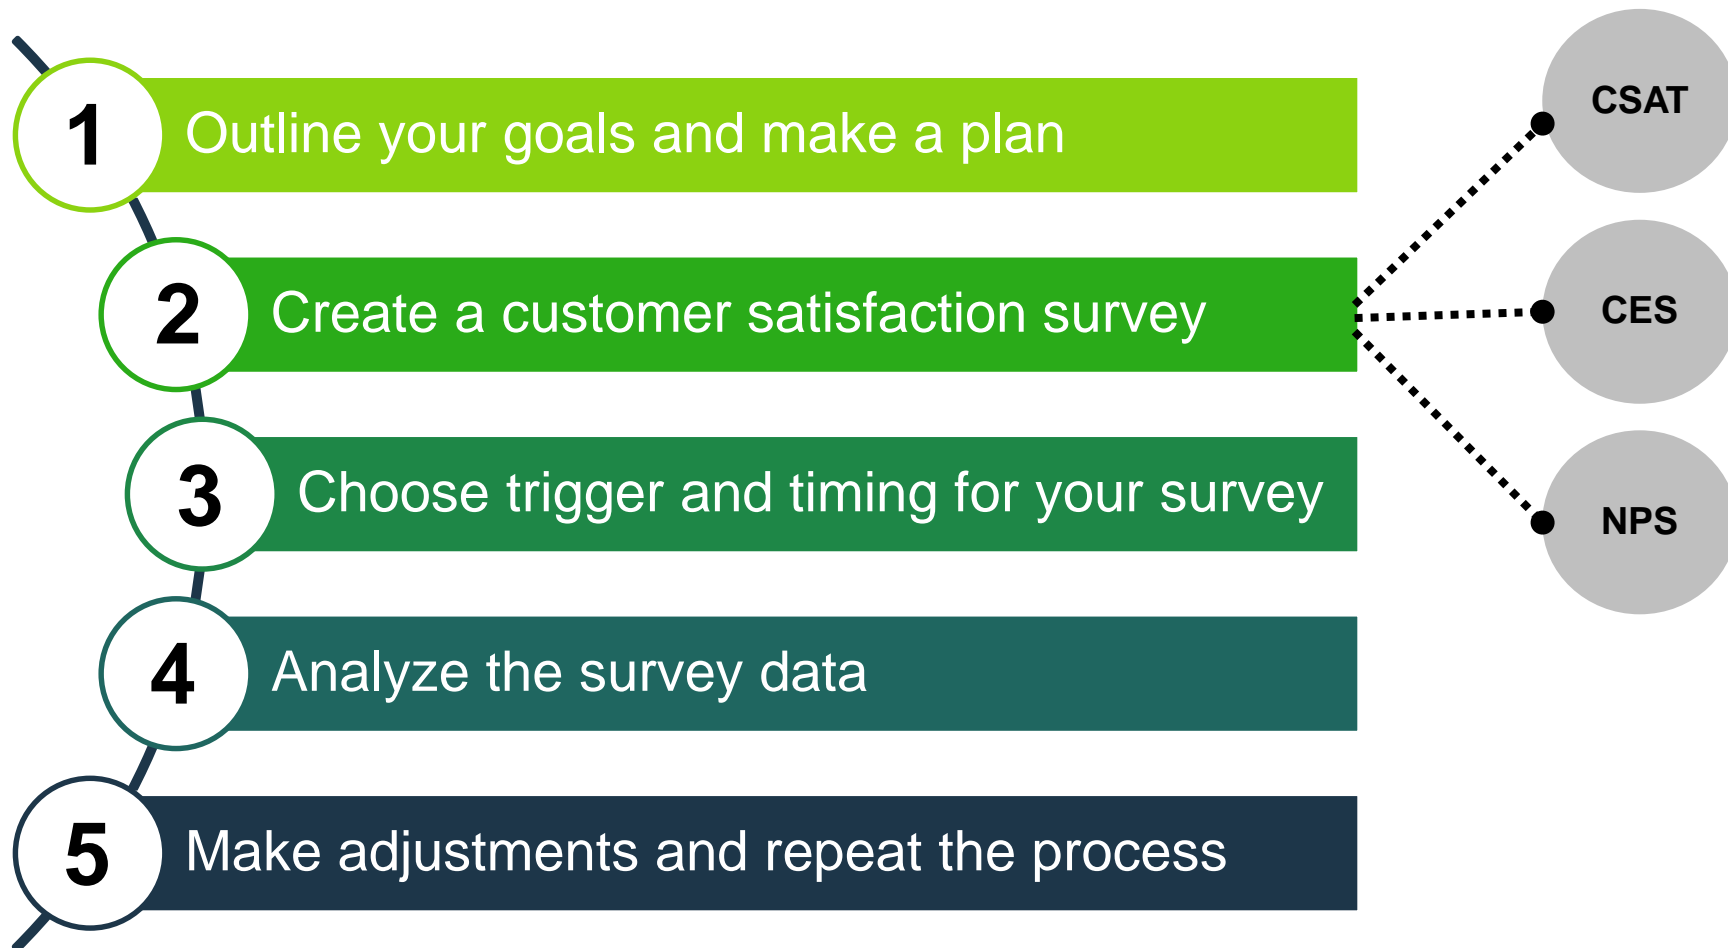 1
Outline your goals and make a plan
2
Create a customer satisfaction survey
3
Choose trigger and timing for your survey
4
Analyze the survey data
5
Make adjustments and repeat the process
CSAT
CES
NPS